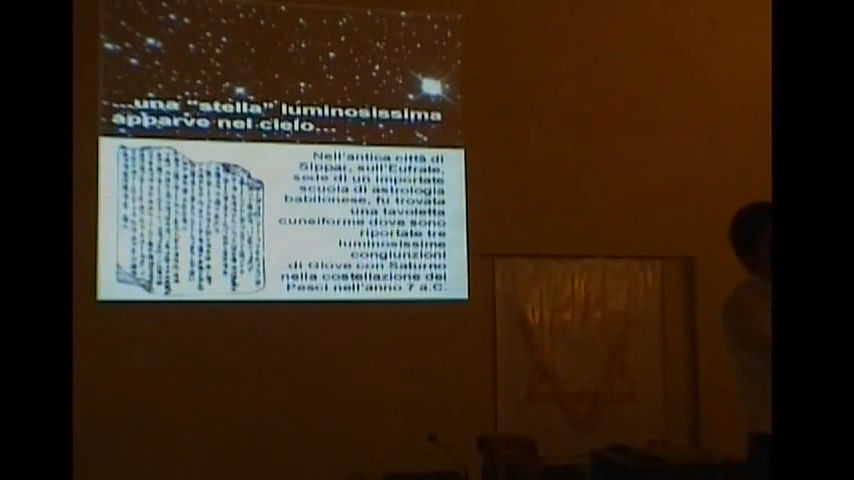 ...una "stella" luminosissima
apparve nel cielo...
Nell'antica città di
Sippar, sull'Eufrate,
sede di un importate
scuola di astrologia
babilonese, fu trovata
una tavoletta
cuneiforme dove sono
riportate tre
luminosissime
congiunzioni
di Giove con Saturno
nella costellazione dei
Pesci nell'anno 7 a.C.